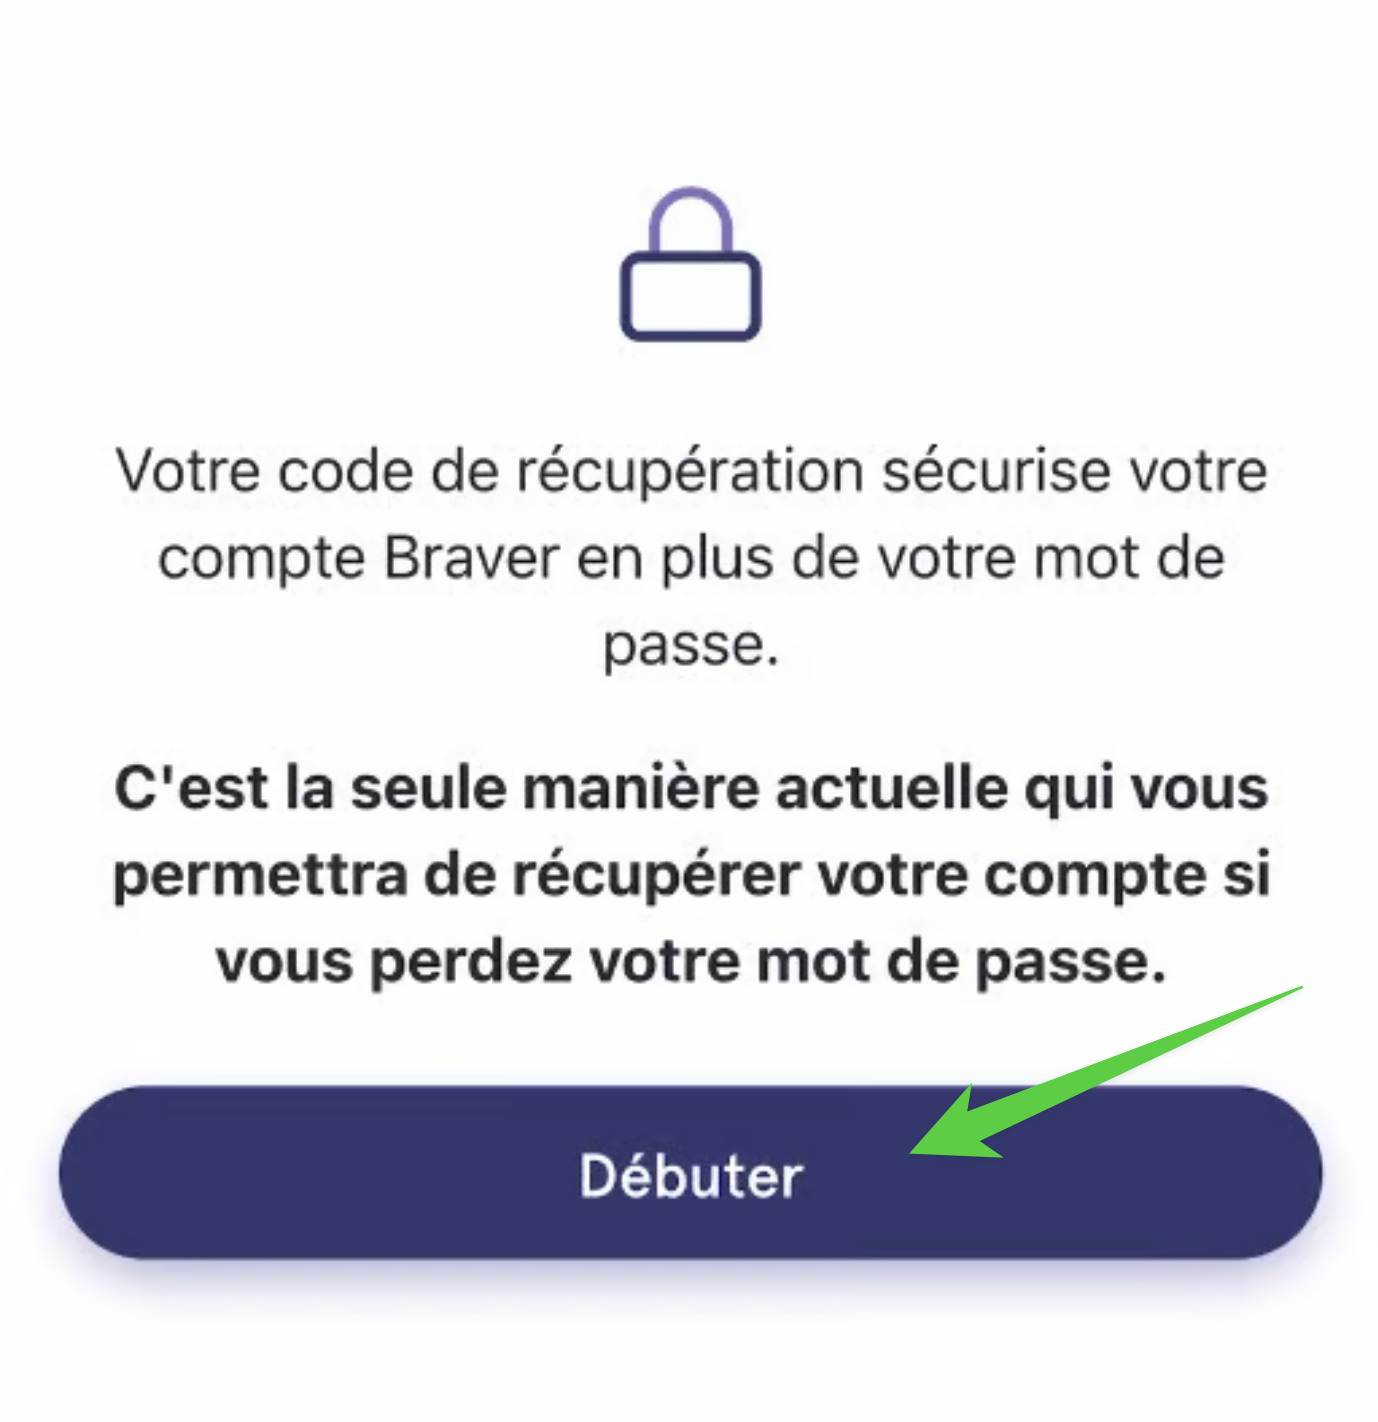 Votre code de récupération sécurise votre
compte Braver en plus de votre mot de
passe.
C'est la seule manière actuelle qui vous
permettra de récupérer votre compte si
vous perdez votre mot de passe.
Débuter